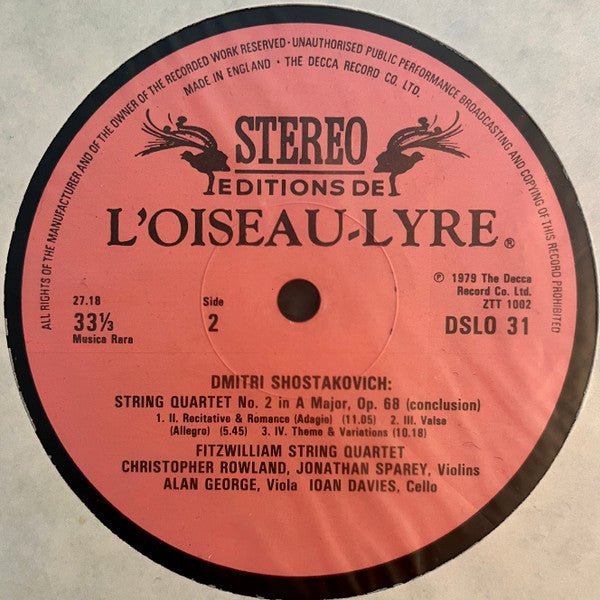 ALL RIGHTS OF THE MANUFACTURER AND OF THE OWNER OF THE RECORDED WORK RESERVED · UNAUTHORISED PUBLIC PERFORMANCE BROADCASTING AND COPYING OF THIS RECORD PROHIBITED
MADE IN ENGLAND · THE DECCA RECORD CO. LTD.
STEREO
EDITIONS DE
L'OISEAU-LYRE®
27.18
33⅓
Musica Rara
Side
2
℗ 1979 The Decca
Record Co. Ltd.
ZTT 1002
DSLO 31
DMITRI SHOSTAKOVICH:
STRING QUARTET No. 2 in A Major, Op. 68 (conclusion)
1. II. Recitative & Romance (Adagio) (11.05) 2. III. Valse
(Allegro) (5.45) 3. IV. Theme & Variations (10.18)
FITZWILLIAM STRING QUARTET
CHRISTOPHER ROWLAND, JONATHAN SPAREY, Violins
ALAN GEORGE, Viola IOAN DAVIES, Cello